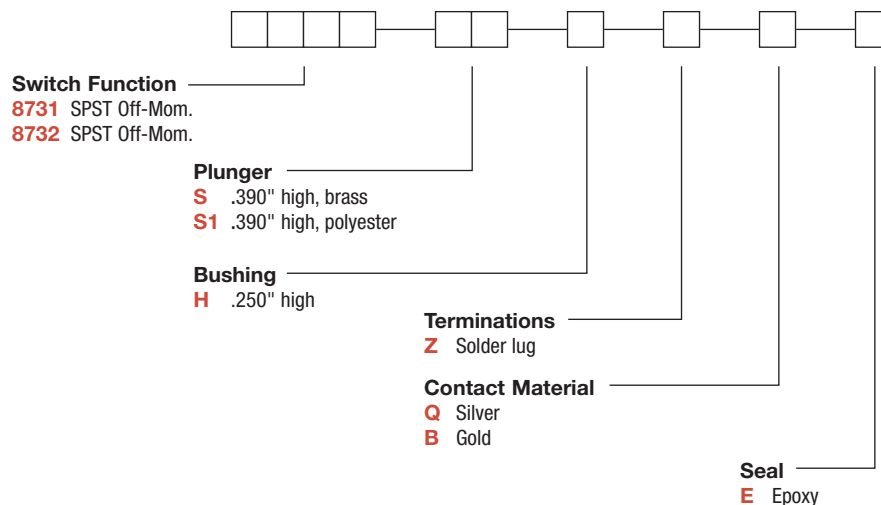 Switch Function
8731 SPST Off-Mom.
8732 SPST Off-Mom.
Plunger
S .390" high, brass
S1 .390" high, polyester
Bushing
H .250" high
Terminations
Z Solder lug
Contact Material
Q Silver
B Gold
Seal
E Epoxy